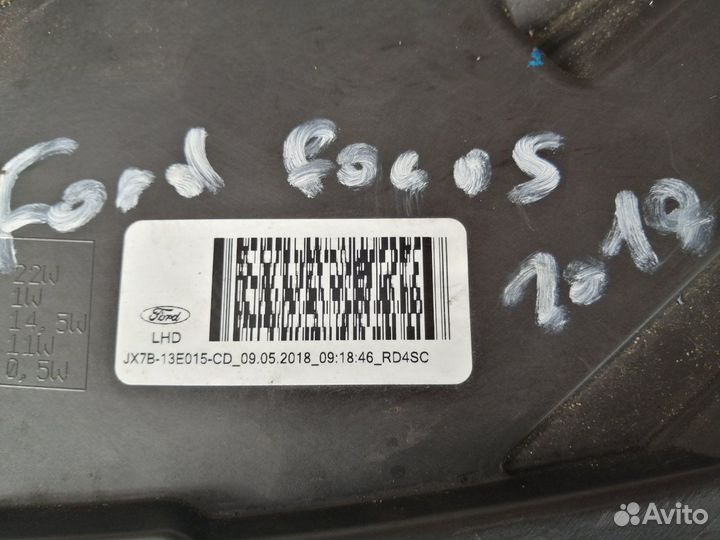 Ford Focus
2019
22W
1W
14,5W
11W
0,5W
Ford
LHD
JX7B-13E015-CD_09.05.2018_09:18:46_RD4SC
Avito